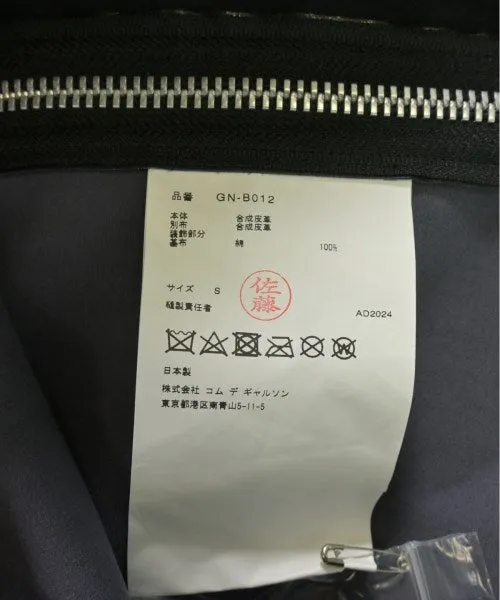 品番 GN-B012
本体 合成皮革
別布 合成皮革
装飾部分
基布 綿 100%
サイズ S
佐藤
縫製責任者 AD2024
日本製
株式会社 コム デ ギャルソン
東京都港区南青山5-11-5